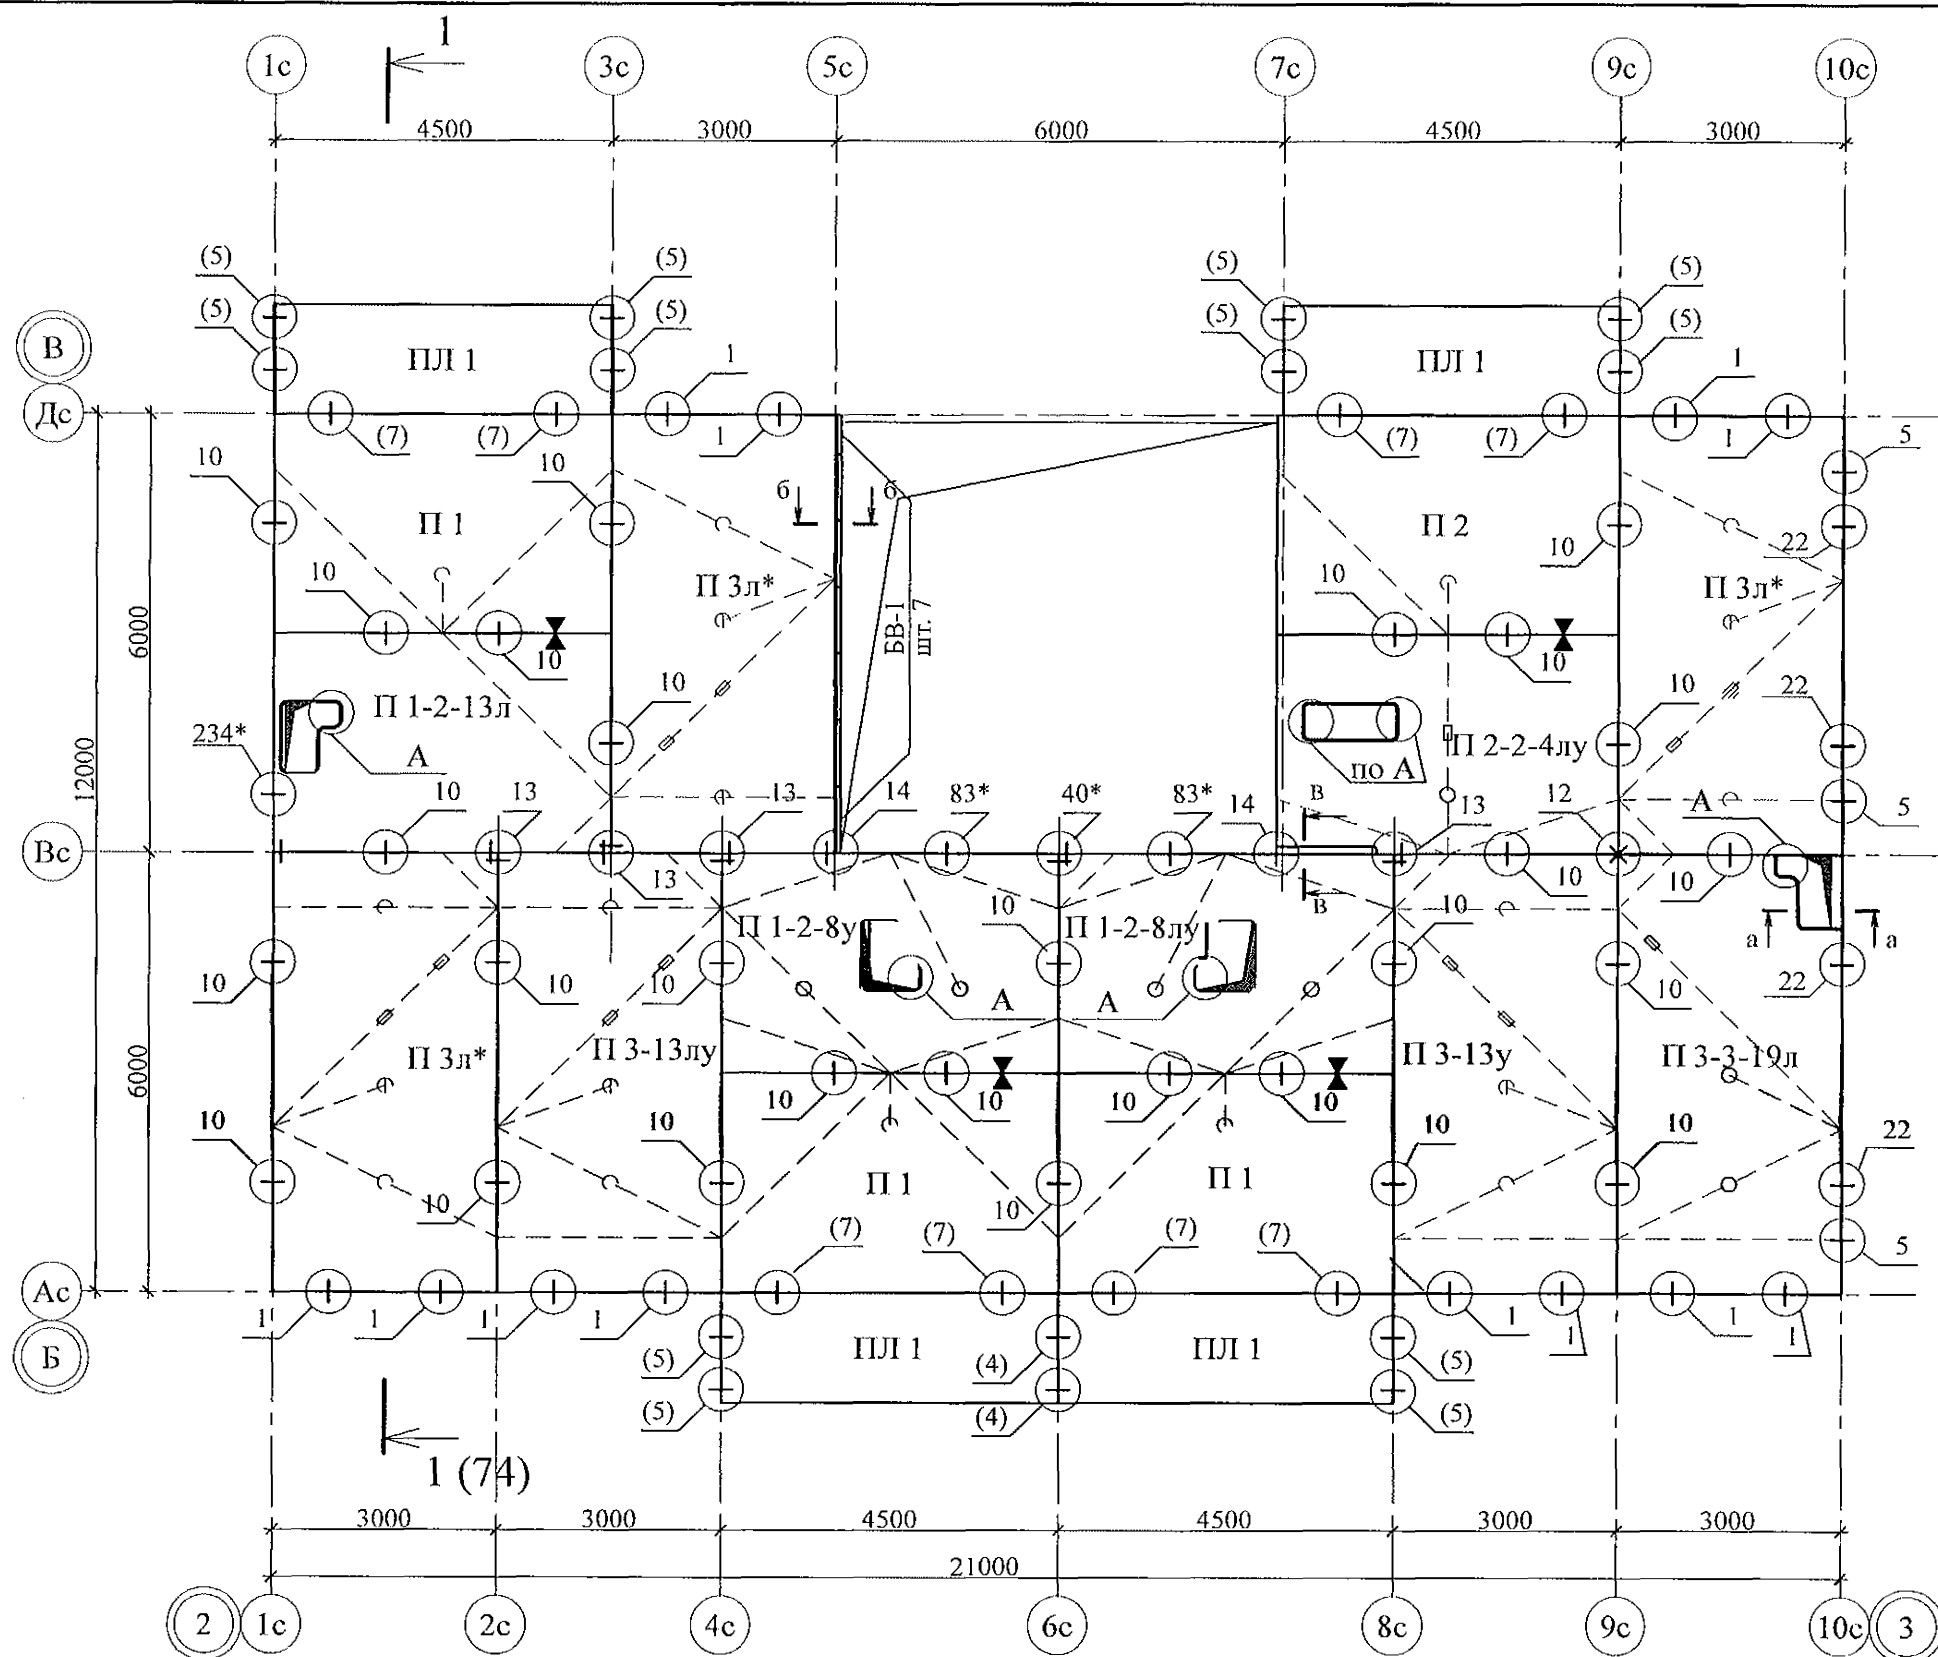 1
1с 3с 5с 7с 9с 10с
4500 3000 6000 4500 3000
(5) (5) (5) (5)
(5) (5) (5) (5)
В
ПЛ 1 1 ПЛ 1 1
Дс
(7) (7) 1 (7) (7) 1 5
10 10
б б
П 1 П 2
10 22
10 П 3л* 10 П 3л*
БВ-1
шт. 7
6000
10 10
10 10 22
П 1-2-13л
234* А П 2-2-4лу
по А
12000
10 13 13 14 83* 40* 83* 14 в 13 12 А 5
Вс
13 10 10
в
10 10
П 1-2-8у П 1-2-8лу
а а
10 10 10 10 22
А А
6000
П 3л* П 3-13лу П 3-13у П 3-3-19л
10 10 10 10
10 10 10 10 22
П 1 П 1
10 10
(7) (7) (7) (7) 5
Ас
1 1 1 1 1 1 1 1
Б
ПЛ 1 ПЛ 1
(5) (4) (5)
(5) (4) (5)
1 (74)
3000 3000 4500 4500 3000 3000
21000
2 1с 2с 4с 6с 8с 9с 10с 3